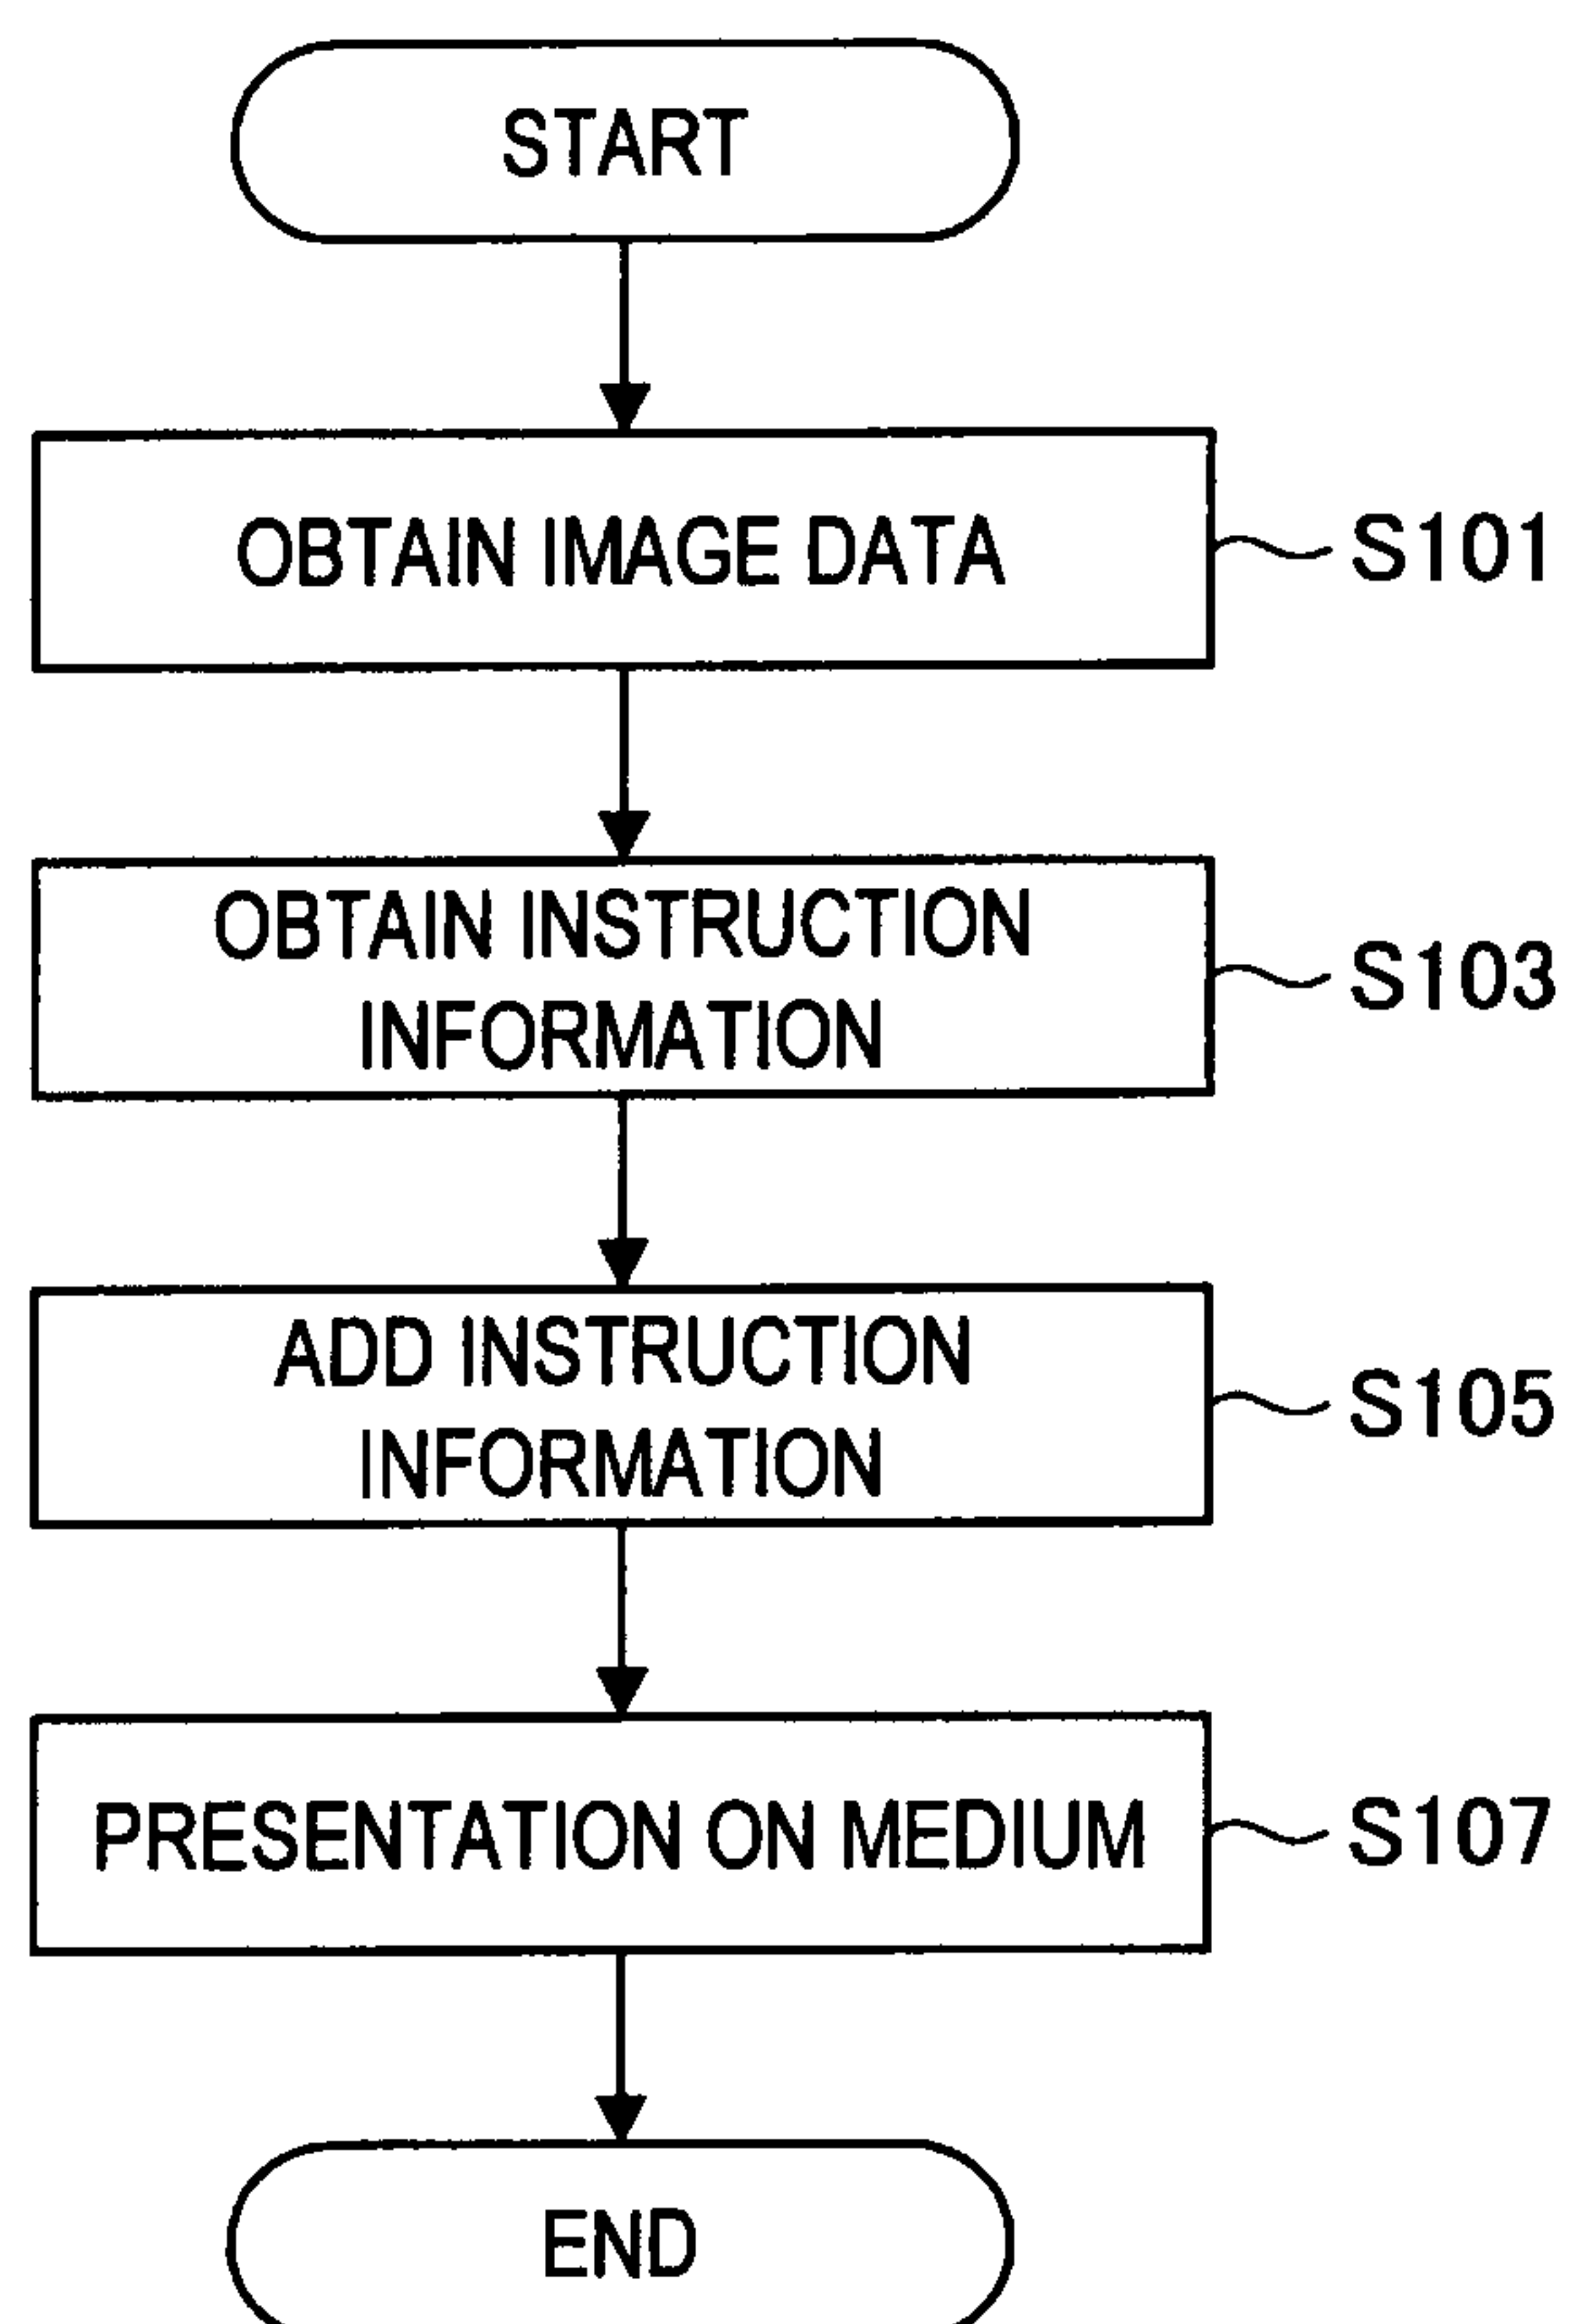 START
OBTAIN IMAGE DATA
S101
OBTAIN INSTRUCTION
INFORMATION
S103
ADD INSTRUCTION
INFORMATION
S105
PRESENTATION ON MEDIUM
S107
END